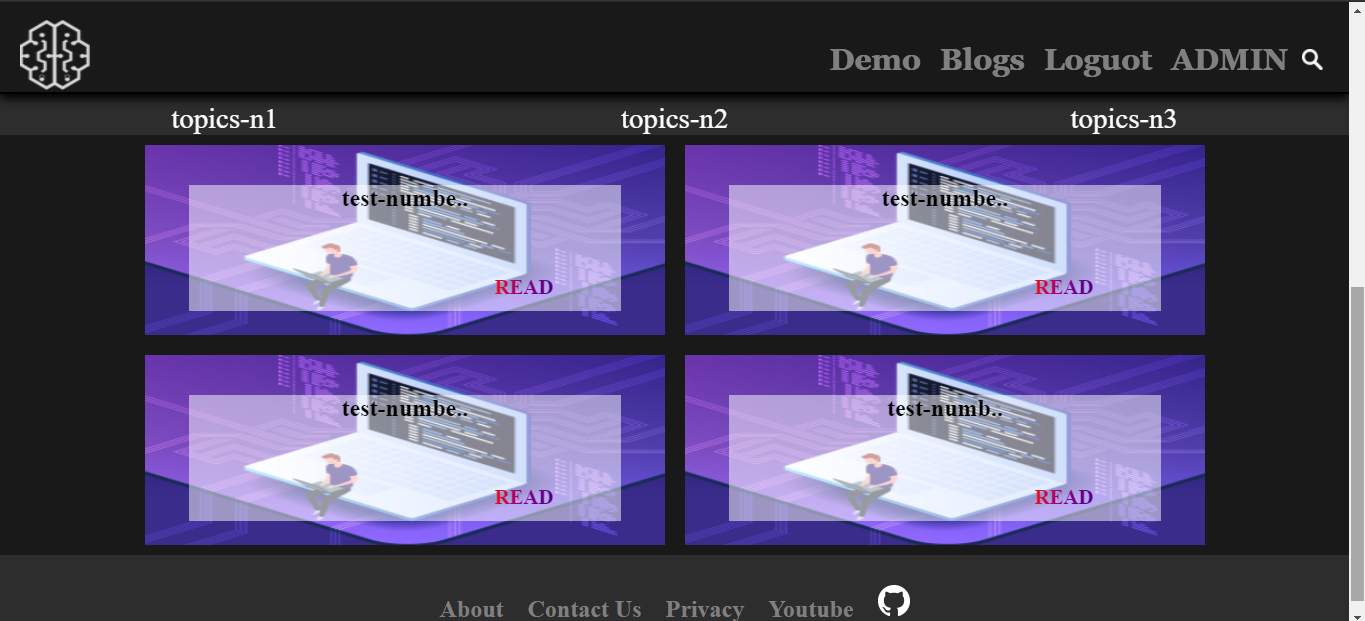 Demo Blogs Loguot ADMIN
topics-n1 topics-n2 topics-n3
test-numbe.. test-numbe..
READ READ
test-numbe.. test-numb..
READ READ
About Contact Us Privacy Youtube